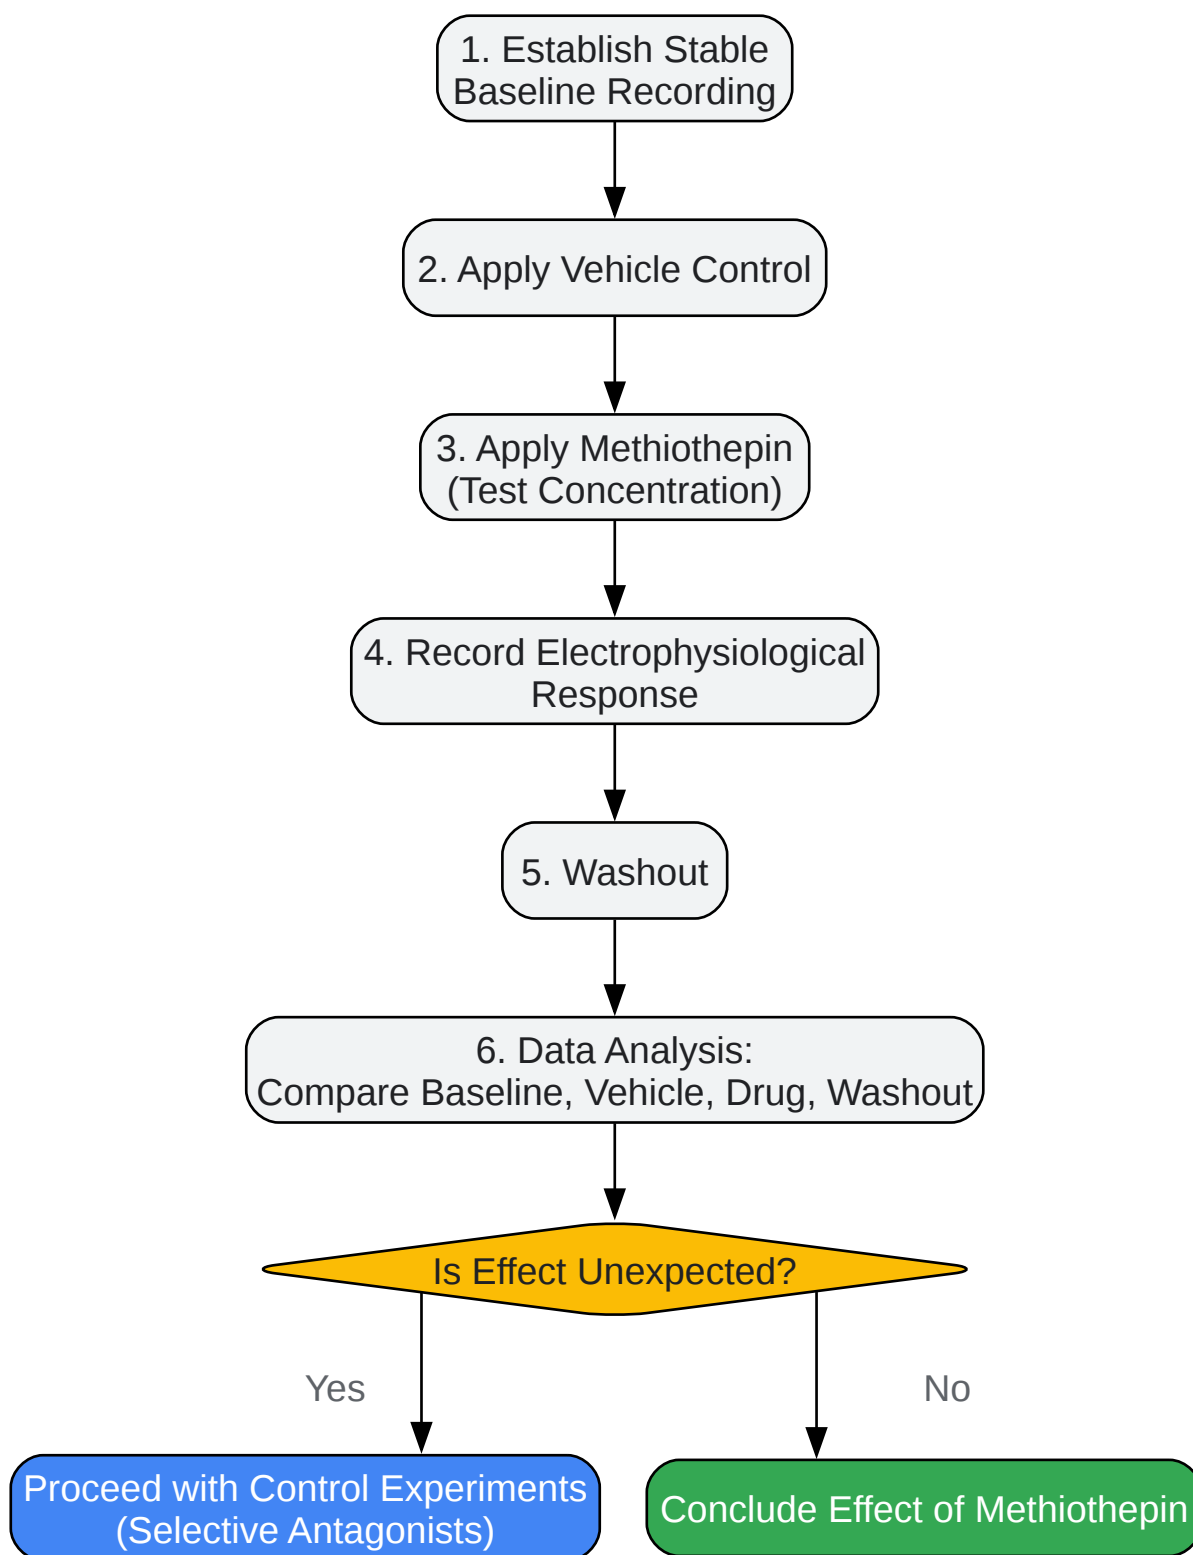 1. Establish Stable
Baseline Recording
2. Apply Vehicle Control
3. Apply Methiothepin
(Test Concentration)
4. Record Electrophysiological
Response
5. Washout
6. Data Analysis:
Compare Baseline, Vehicle, Drug, Washout
Is Effect Unexpected?
Yes
No
Proceed with Control Experiments
(Selective Antagonists)
Conclude Effect of Methiothepin